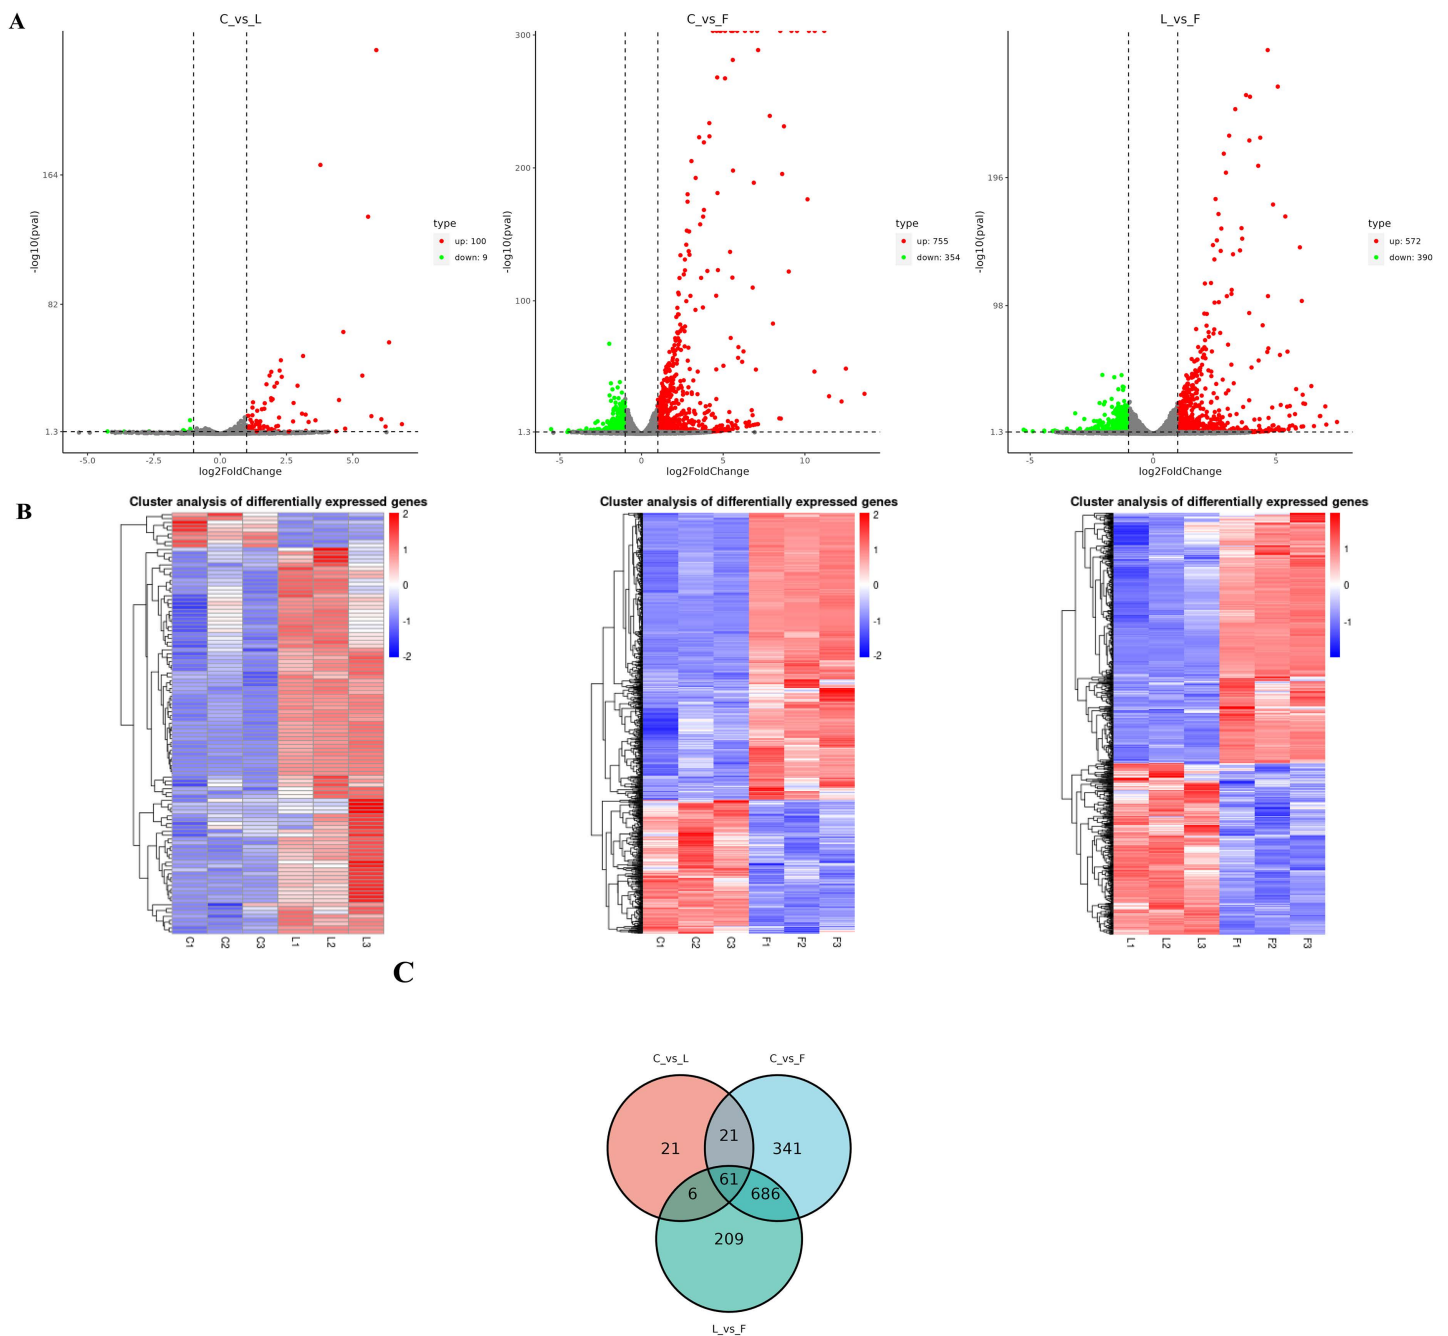 A
C_vs_L
164
82
1.3
-log10(pval)
-5.0
-2.5
0.0
2.5
5.0
log2FoldChange
type
up: 100
down: 9
C_vs_F
300
200
100
1.3
-log10(pval)
-5
0
5
10
log2FoldChange
type
up: 755
down: 354
L_vs_F
196
98
1.3
-log10(pval)
-5
0
5
log2FoldChange
type
up: 572
down: 390
B
Cluster analysis of differentially expressed genes
2
1
0
-1
-2
C1
C2
C3
L1
L2
L3
Cluster analysis of differentially expressed genes
2
1
0
-1
-2
C1
C2
C3
F1
F2
F3
Cluster analysis of differentially expressed genes
1
0
-1
L1
L2
L3
F1
F2
F3
C
C_vs_L
C_vs_F
21
21
341
61
6
686
209
L_vs_F